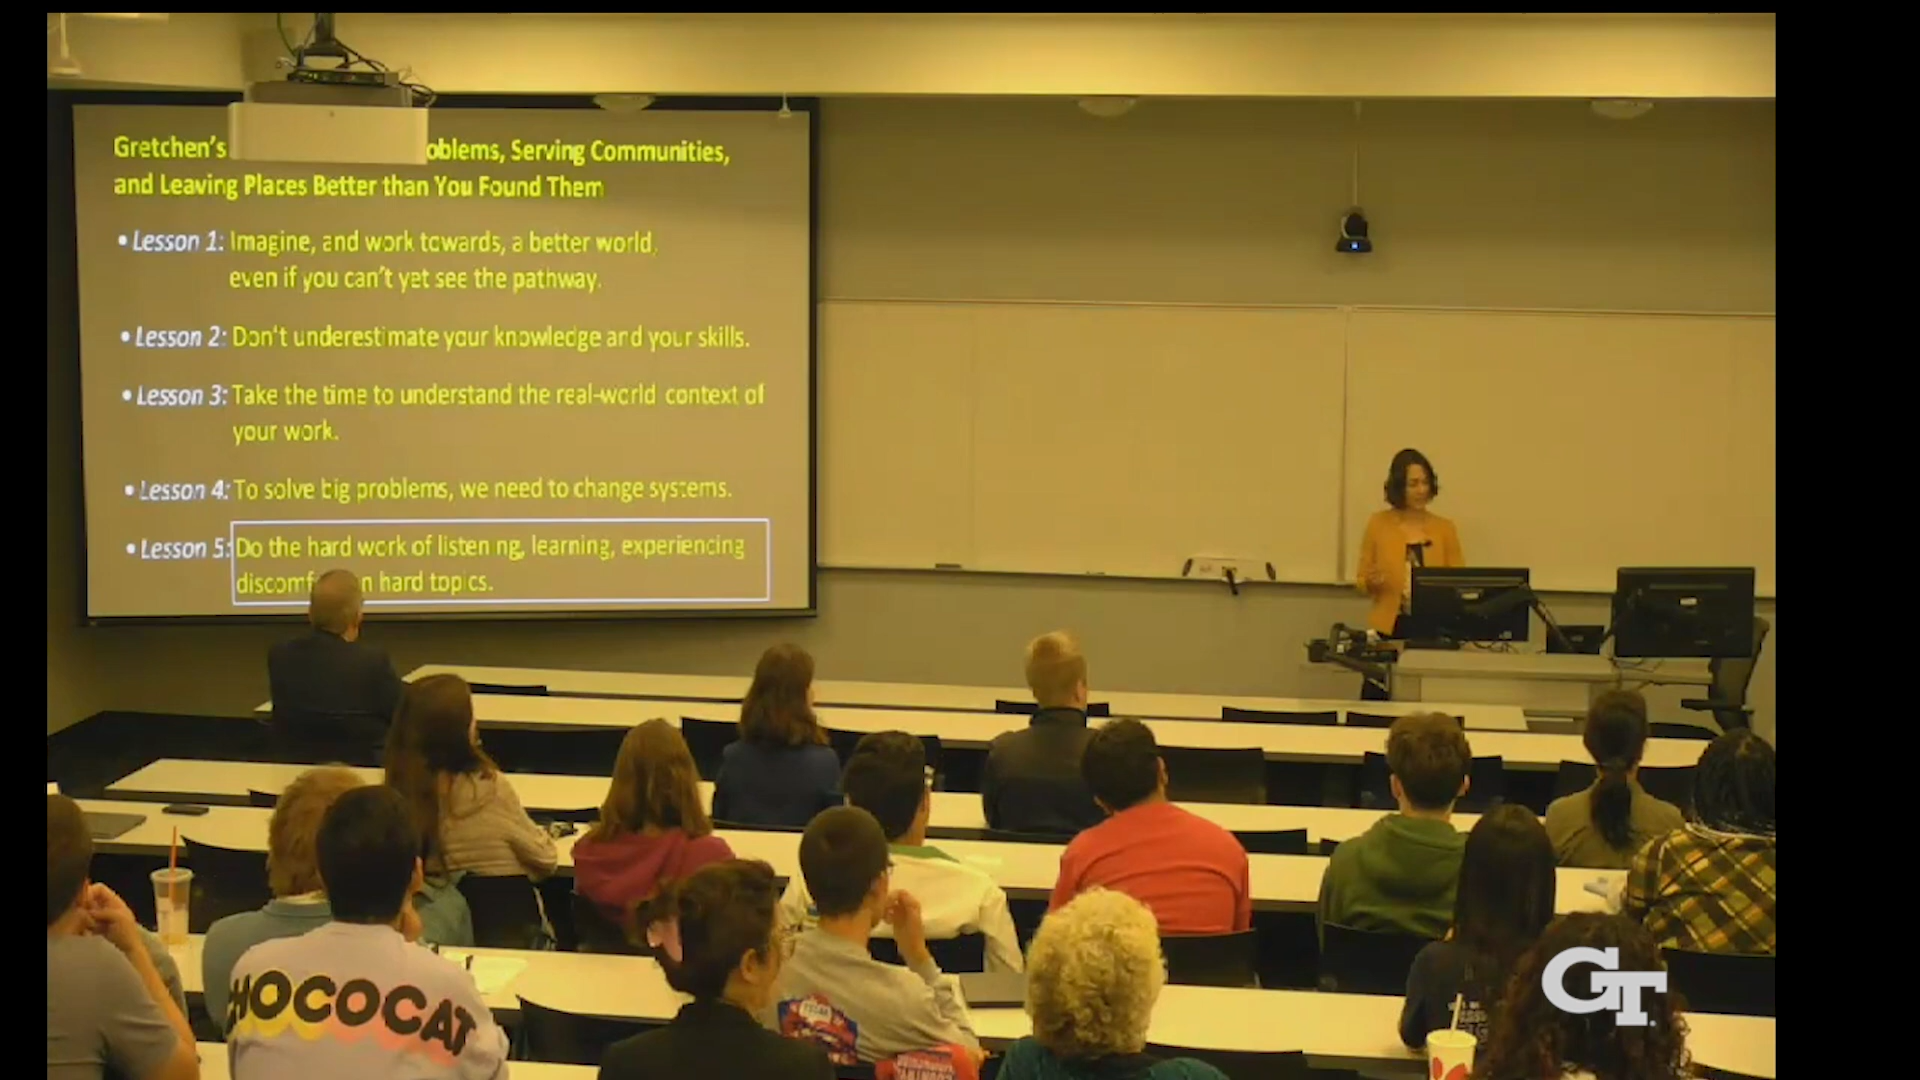 Gretchen's oblems, Serving Communities,
and Leaving Places Better than You Found Them
• Lesson 1: Imagine, and work towards, a better world,
even if you can't yet see the pathway.
• Lesson 2: Don't underestimate your knowledge and your skills.
• Lesson 3: Take the time to understand the real-world context of
your work.
• Lesson 4: To solve big problems, we need to change systems.
• Lesson 5: Do the hard work of listening, learning, experiencing
discomf n hard topics.
HOCOCAT
GT